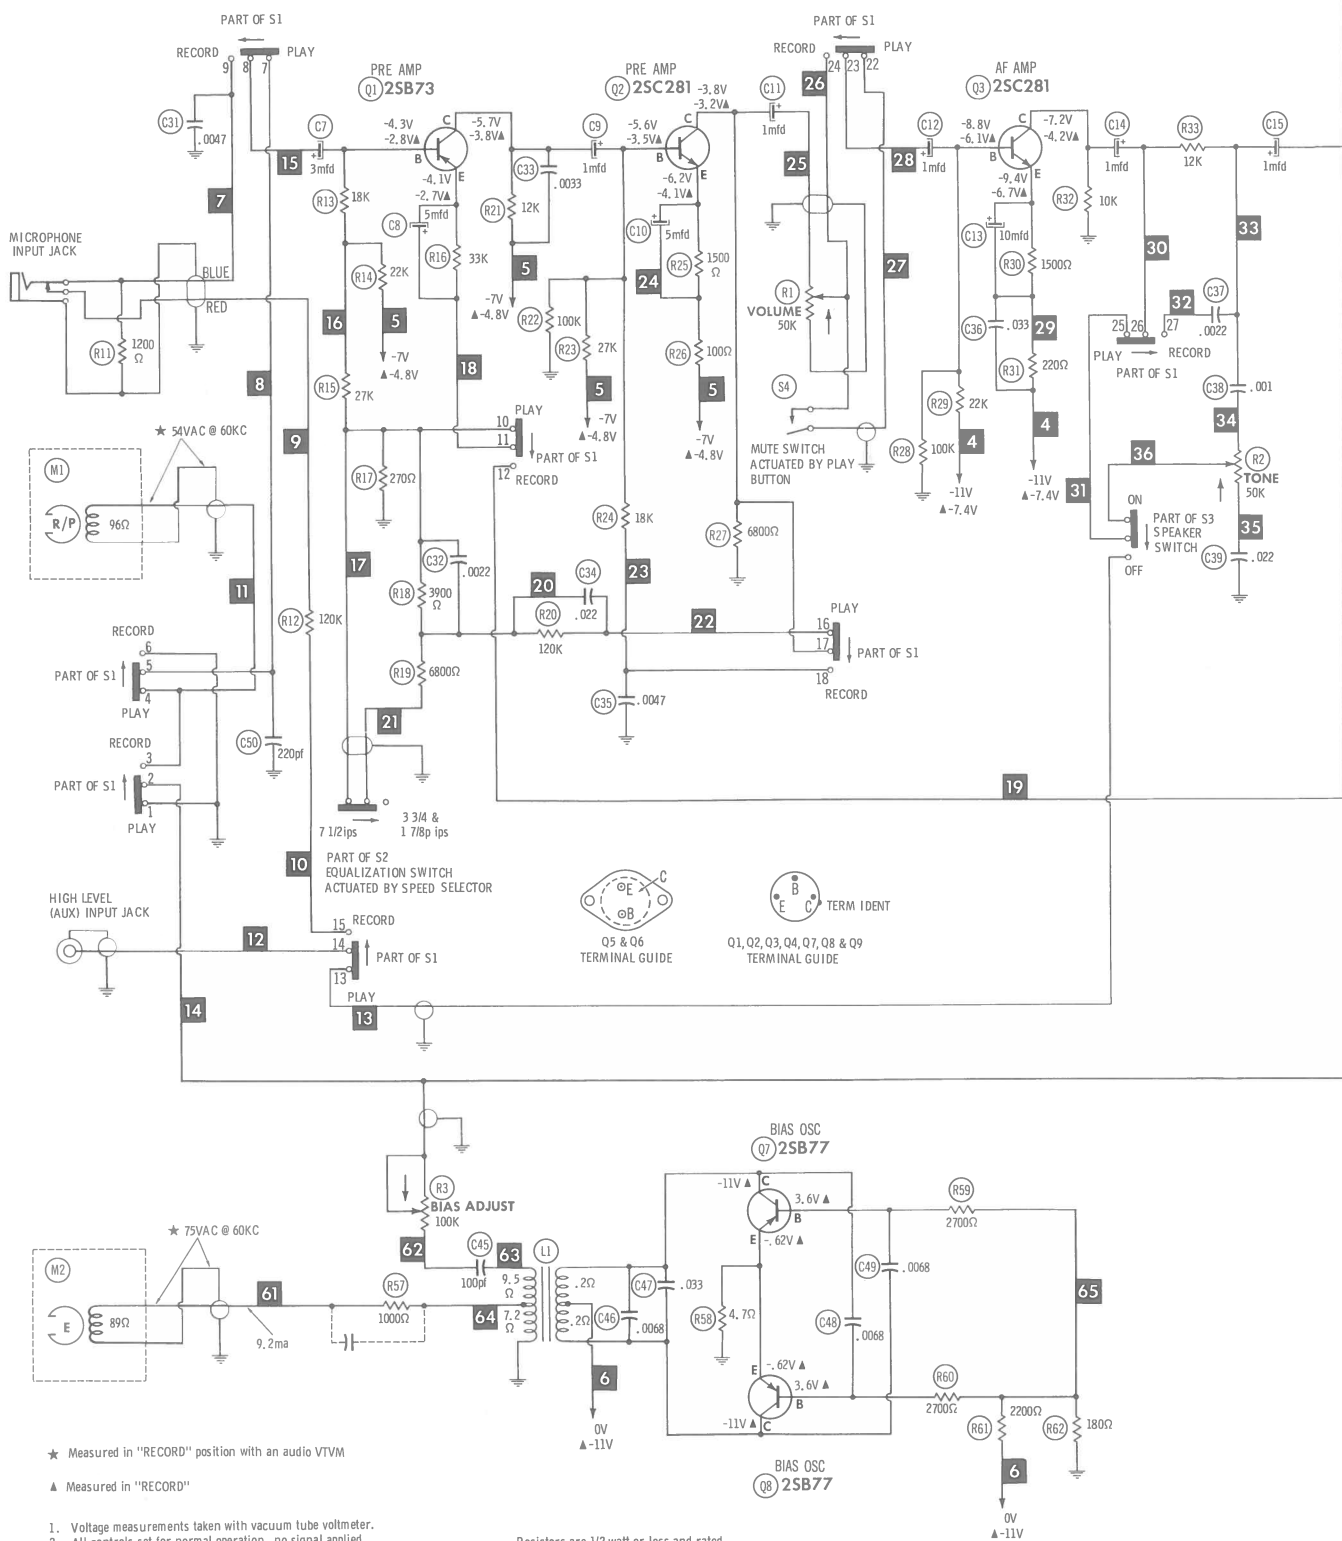 PART OF S1
RECORD
PLAY
9
8
7
PRE AMP
Q1 2SB73
PRE AMP
Q2 2SC281
PART OF S1
RECORD
PLAY
24
23
22
AF AMP
Q3 2SC281
C31
.0047
15
C7
3mfd
-4.3V
-2.8V▲
B
C
-5.7V
-3.8V▲
E
-4.1V
-2.7V▲
C9
1mfd
-5.6V
-3.5V▲
B
C
-3.8V
-3.2V▲
E
-6.2V
-4.1V▲
C11
1mfd
26
25
28
C12
1mfd
-8.8V
-6.1V▲
B
C
-7.2V
-4.2V▲
E
-9.4V
-6.7V▲
C14
1mfd
R33
12K
C15
1mfd
7
MICROPHONE
INPUT JACK
BLUE
RED
R11
1200
Ω
R13
18K
R14
22K
5
-7V
▲-4.8V
16
R15
27K
C8
5mfd
R16
33K
18
R21
12K
C33
.0033
5
-7V
▲-4.8V
R22
100K
R23
27K
5
-7V
▲-4.8V
C10
5mfd
24
R25
1500
Ω
R26
100Ω
5
-7V
▲-4.8V
R1
VOLUME
50K
27
S4
MUTE SWITCH
ACTUATED BY PLAY
BUTTON
C13
10mfd
R30
1500Ω
C36
.033
29
R31
220Ω
4
-11V
▲-7.4V
R32
10K
R29
22K
R28
100K
4
-11V
▲-7.4V
30
33
32
C37
.0022
25
26
27
PLAY
RECORD
PART OF S1
C38
.001
34
36
R2
TONE
50K
31
ON
PART OF S3
SPEAKER
SWITCH
OFF
35
C39
.022
8
★ 54VAC @ 60KC
M1
R/P
96Ω
9
11
R12
120K
R17
270Ω
10
11
12
PLAY
PART OF S1
RECORD
17
R18
3900
Ω
C32
.0022
R19
6800Ω
21
20
C34
.022
R20
120K
R24
18K
23
22
R27
6800Ω
C35
.0047
PLAY
16
17
18
PART OF S1
RECORD
RECORD
6
5
4
PART OF S1
PLAY
RECORD
3
2
1
PART OF S1
PLAY
C50
220pf
19
7 1/2ips
3 3/4 &
1 7/8p ips
PART OF S2
EQUALIZATION SWITCH
ACTUATED BY SPEED SELECTOR
10
HIGH LEVEL
(AUX) INPUT JACK
12
15
RECORD
14
PART OF S1
13
PLAY
13
14
E
C
B
Q5 & Q6
TERMINAL GUIDE
B
E
C
TERM IDENT
Q1, Q2, Q3, Q4, Q7, Q8 & Q9
TERMINAL GUIDE
R3
BIAS ADJUST
100K
62
C45
100pf
63
L1
9.5
Ω
7.2
Ω
.2Ω
.2Ω
64
R57
1000Ω
★ 75VAC @ 60KC
M2
E
89Ω
61
9.2ma
C46
.0068
C47
.033
6
0V
▲-11V
BIAS OSC
Q7 2SB77
-11V▲
C
3.6V▲
B
E
-.62V▲
R58
4.7Ω
C48
.0068
C49
.0068
R59
2700Ω
65
E
-.62V▲
3.6V▲
B
-11V▲
C
R60
2700Ω
R61
2200Ω
R62
180Ω
6
0V
▲-11V
BIAS OSC
Q8 2SB77
★ Measured in "RECORD" position with an audio VTVM
▲ Measured in "RECORD"
1. Voltage measurements taken with vacuum tube voltmeter.